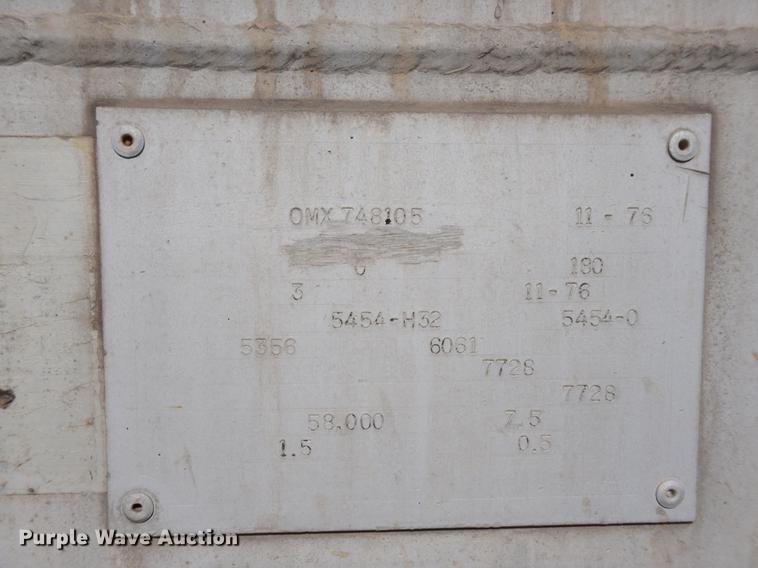 OMX 748105 11-76
0 180
3 11-76
5454-H32 5454-0
5356 6061
7728
7728
58.000 7.5
1.5 0.5
Purple Wave Auction